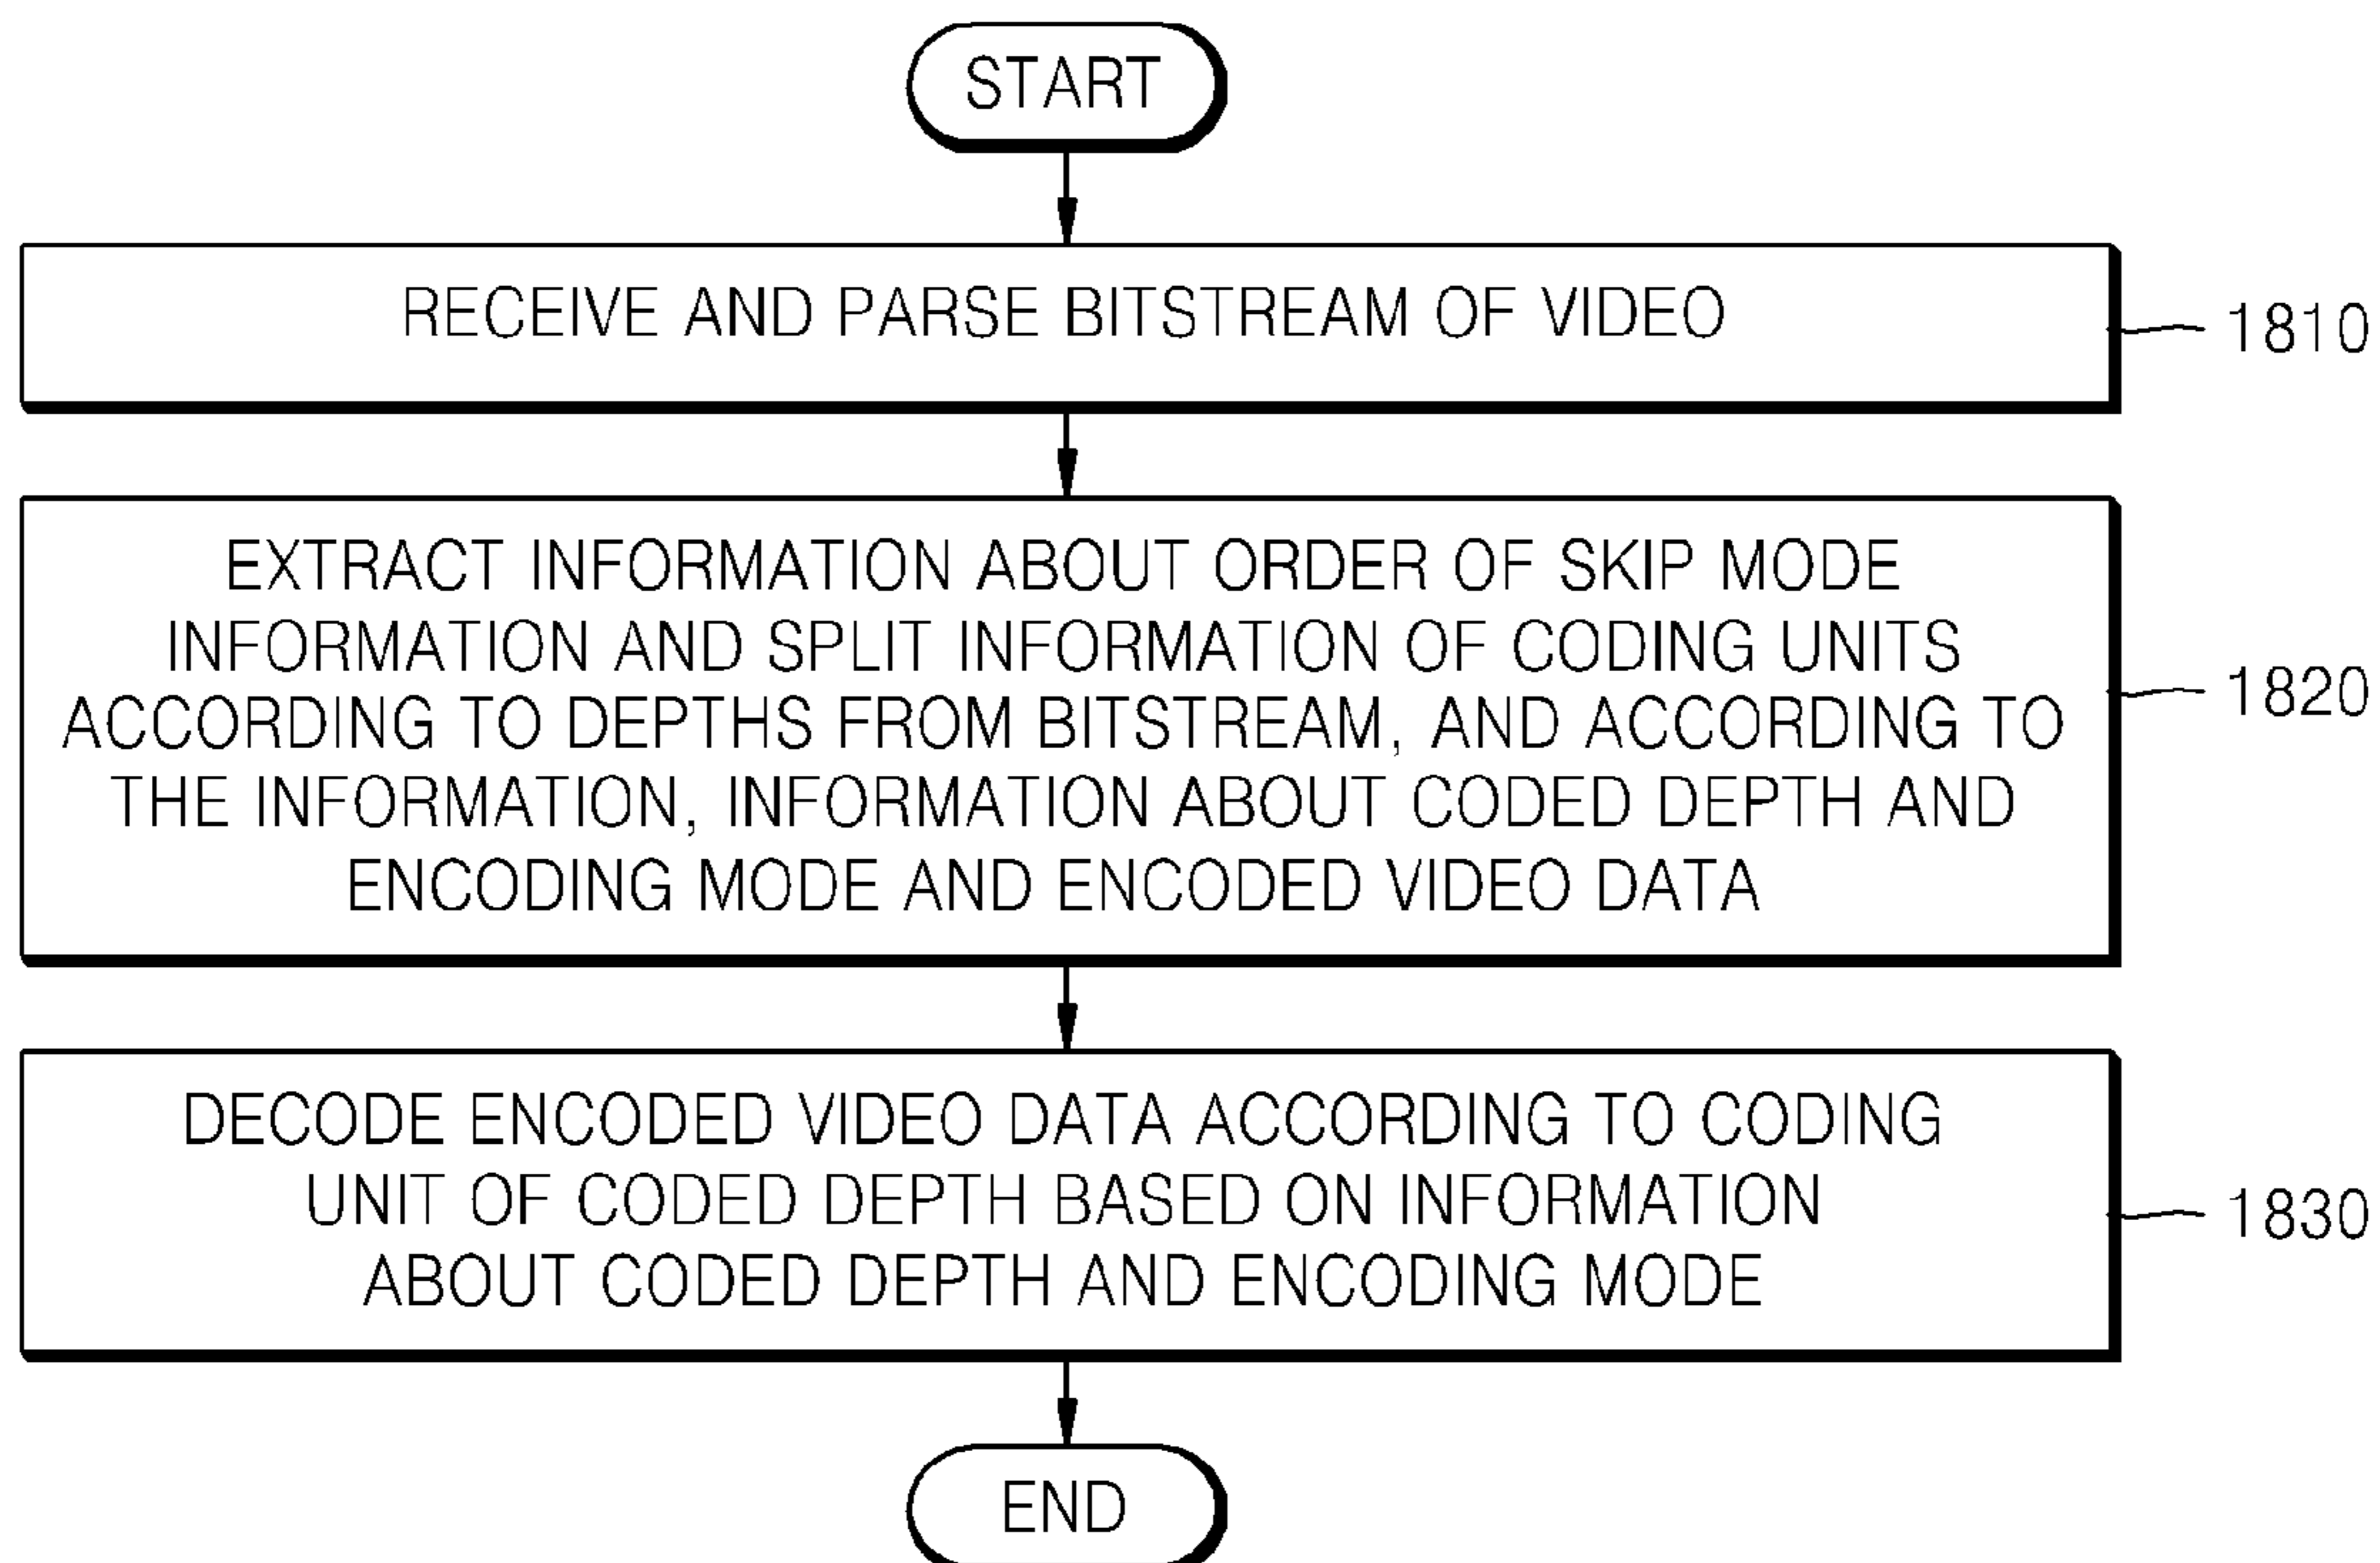 START
RECEIVE AND PARSE BITSTREAM OF VIDEO
1810
EXTRACT INFORMATION ABOUT ORDER OF SKIP MODE
INFORMATION AND SPLIT INFORMATION OF CODING UNITS
ACCORDING TO DEPTHS FROM BITSTREAM, AND ACCORDING TO
THE INFORMATION, INFORMATION ABOUT CODED DEPTH AND
ENCODING MODE AND ENCODED VIDEO DATA
1820
DECODE ENCODED VIDEO DATA ACCORDING TO CODING
UNIT OF CODED DEPTH BASED ON INFORMATION
ABOUT CODED DEPTH AND ENCODING MODE
1830
END